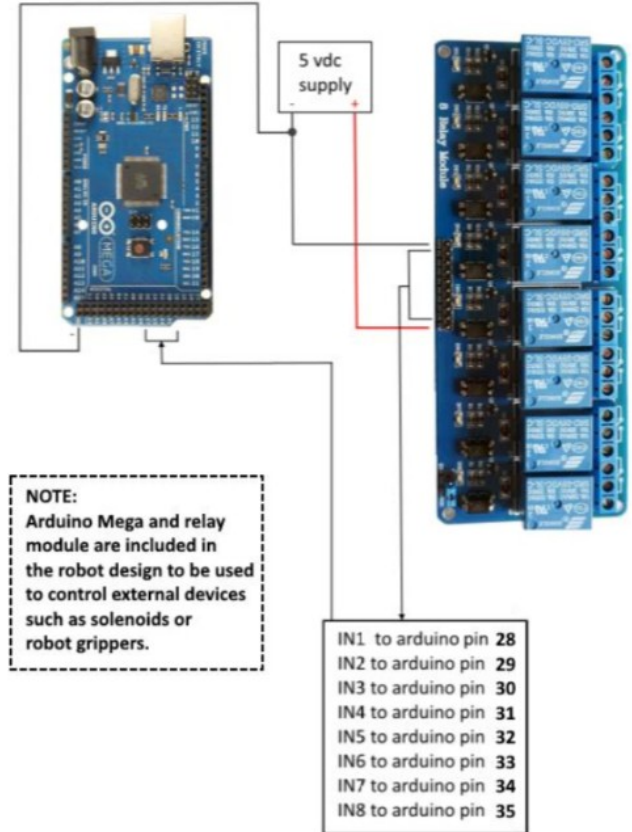 5 vdc
supply
-
+
8 Relay Module
MEGA
ARDUINO
-
NOTE:
Arduino Mega and relay
module are included in
the robot design to be used
to control external devices
such as solenoids or
robot grippers.
IN1 to arduino pin 28
IN2 to arduino pin 29
IN3 to arduino pin 30
IN4 to arduino pin 31
IN5 to arduino pin 32
IN6 to arduino pin 33
IN7 to arduino pin 34
IN8 to arduino pin 35